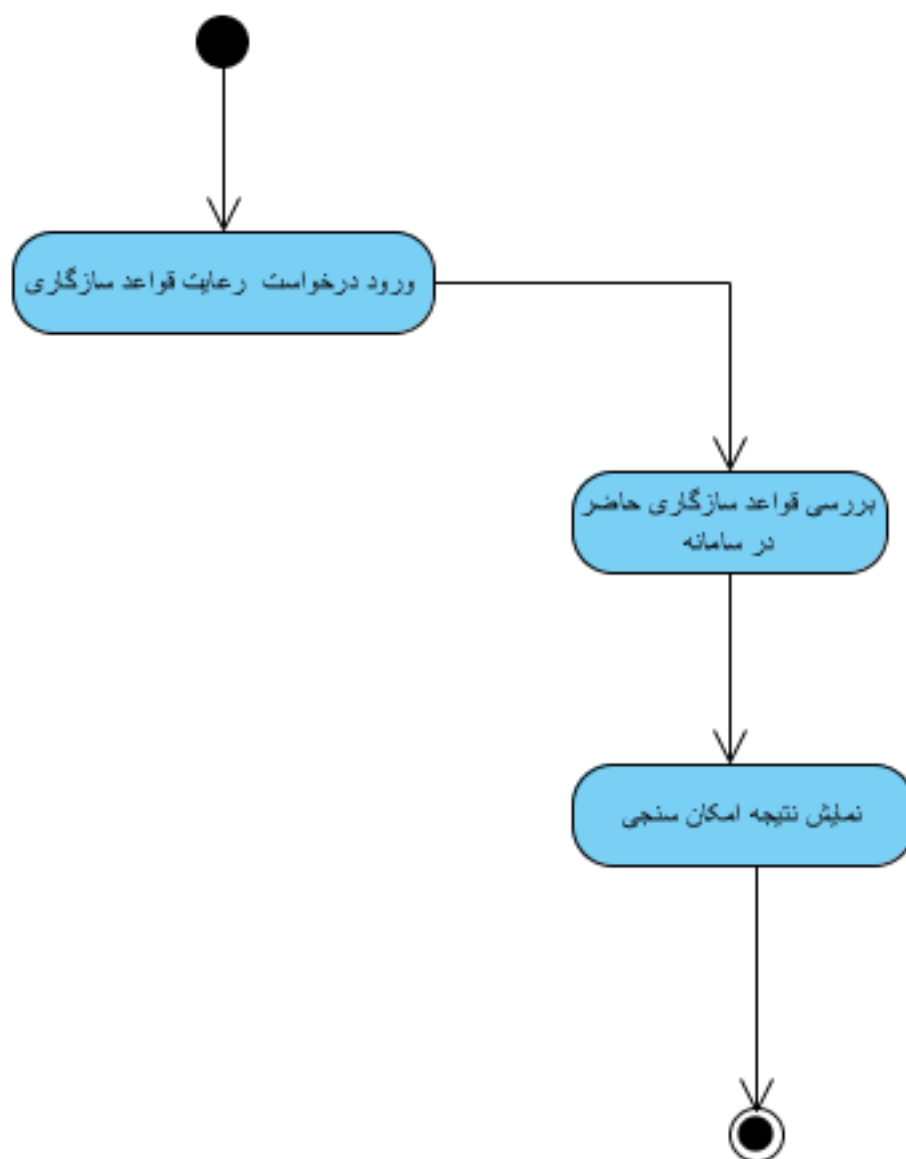 ورود درخواست رعایت قواعد سازگاری
بررسی قواعد سازگاری حاضر
در سامانه
نمایش نتیجه امکان سنجی